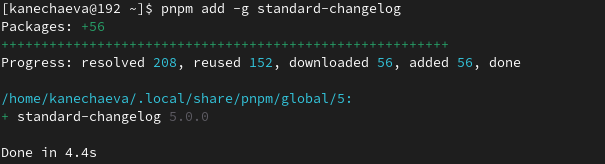 [kanechaeva@192 ~]$ pnpm add -g standard-changelog
Packages: +56
++++++++++++++++++++++++++++++++++++++++++++++++++++++++
Progress: resolved 208, reused 152, downloaded 56, added 56, done
/home/kanechaeva/.local/share/pnpm/global/5:
+ standard-changelog 5.0.0
Done in 4.4s